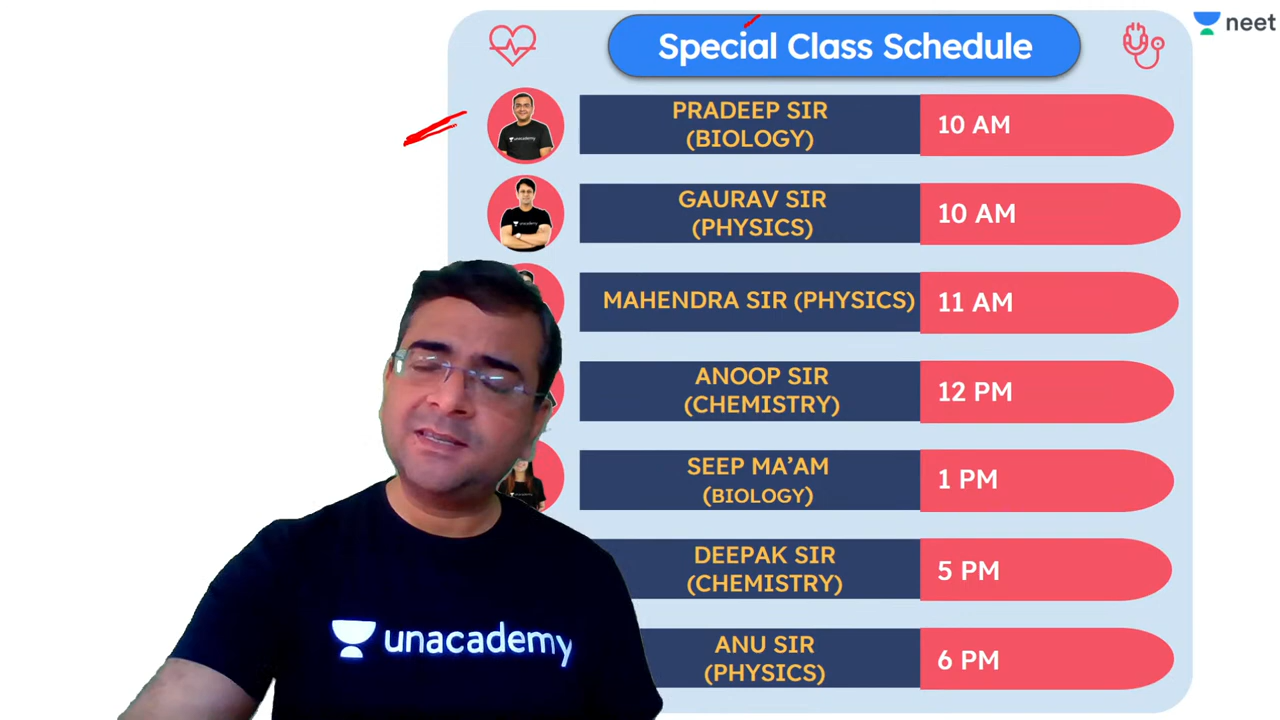 Special Class Schedule
neet
PRADEEP SIR
(BIOLOGY)
10 AM
unacademy
GAURAV SIR
(PHYSICS)
10 AM
MAHENDRA SIR (PHYSICS)
11 AM
ANOOP SIR
(CHEMISTRY)
12 PM
SEEP MA’AM
(BIOLOGY)
1 PM
DEEPAK SIR
(CHEMISTRY)
5 PM
unacademy
ANU SIR
(PHYSICS)
6 PM